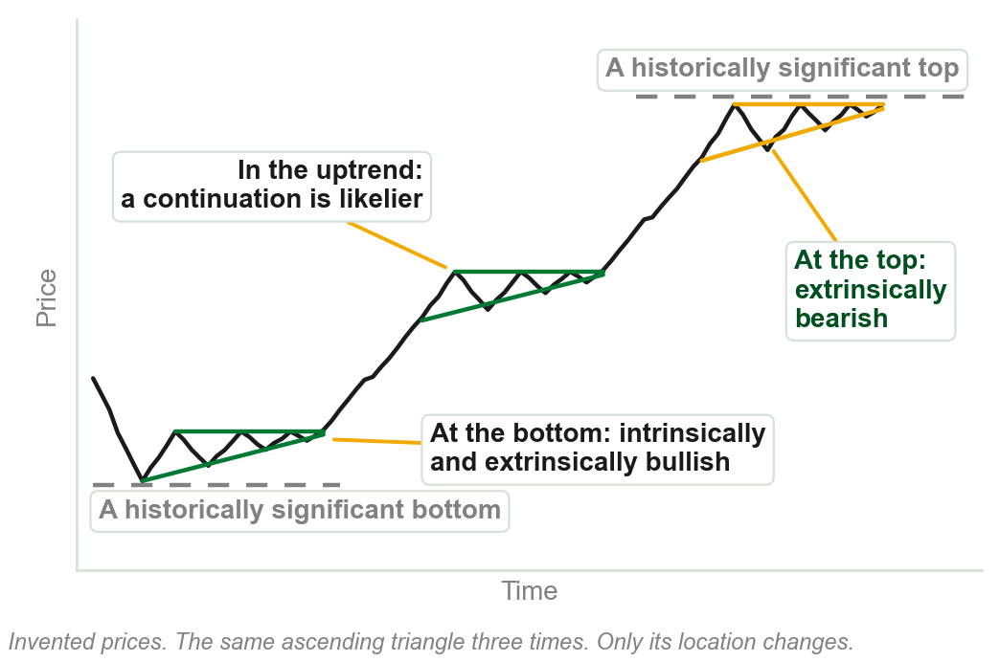 A historically significant top
In the uptrend:
a continuation is likelier
At the top:
extrinsically
bearish
Price
At the bottom: intrinsically
and extrinsically bullish
A historically significant bottom
Time
Invented prices. The same ascending triangle three times. Only its location changes.